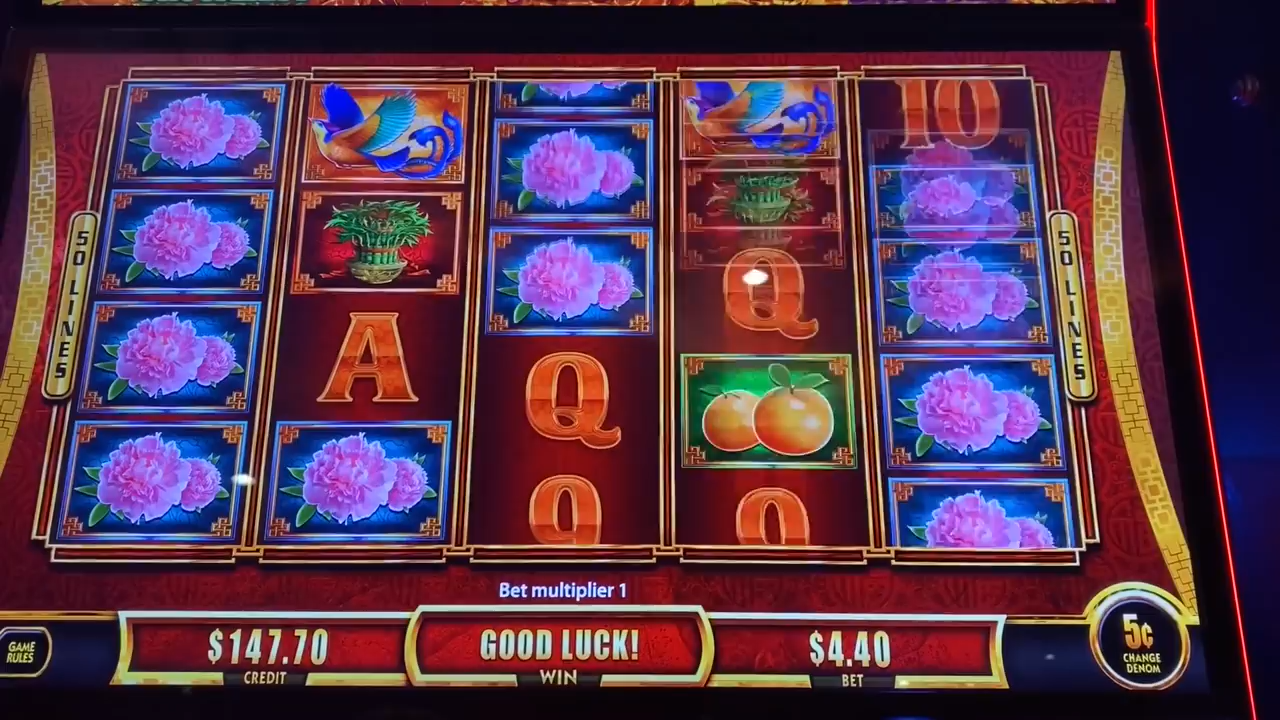 10
50 LINES
50 LINES
Q
A
Q
Bet multiplier 1
GAME RULES
$147.70
CREDIT
GOOD LUCK!
WIN
$4.40
BET
5¢
CHANGE
DENOM